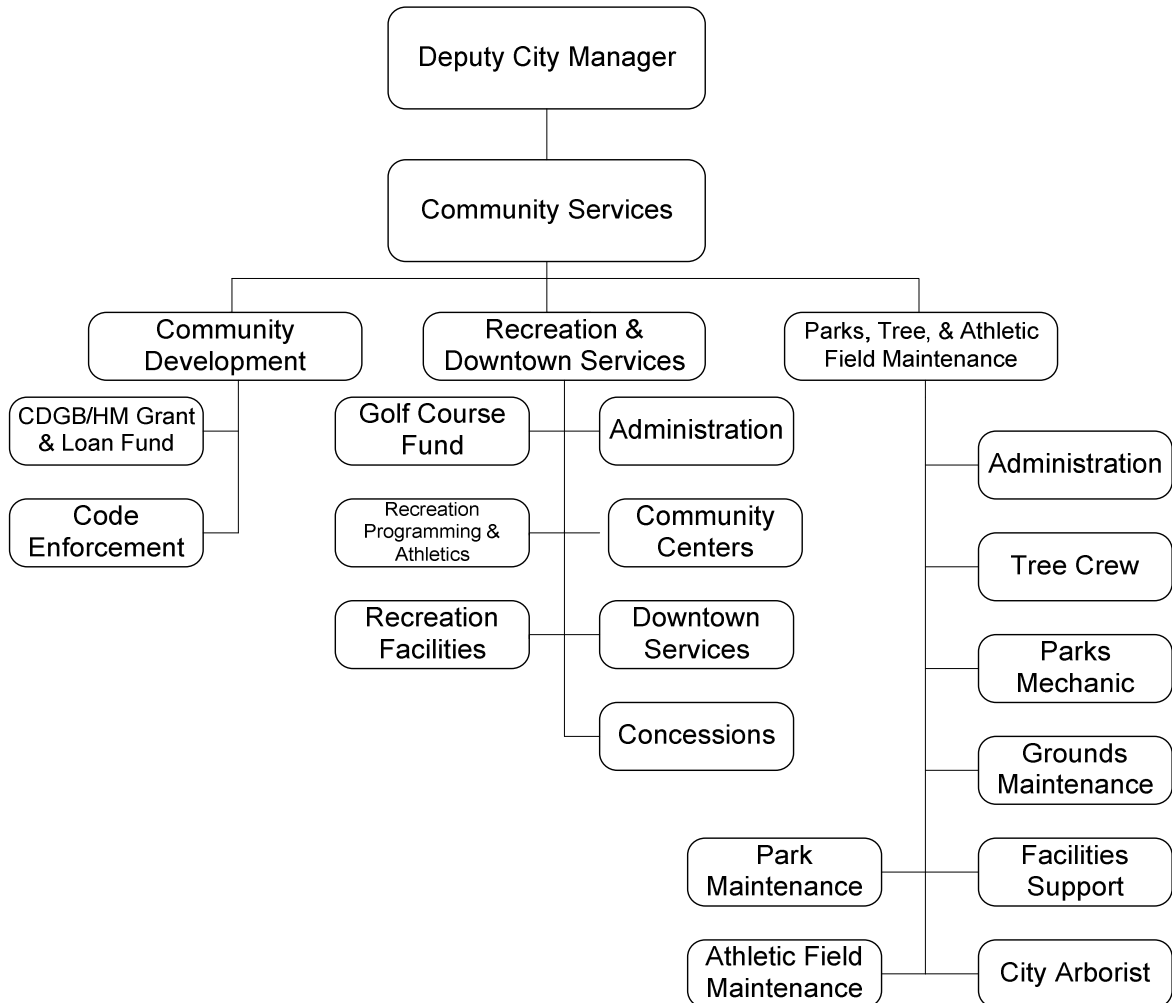 Deputy City Manager
Community Services
Community
Development
Recreation &
Downtown Services
Parks, Tree, & Athletic
Field Maintenance
CDGB/HM Grant
& Loan Fund
Code
Enforcement
Golf Course
Fund
Administration
Recreation
Programming &
Athletics
Community
Centers
Recreation
Facilities
Downtown
Services
Concessions
Administration
Tree Crew
Parks
Mechanic
Grounds
Maintenance
Park
Maintenance
Facilities
Support
Athletic Field
Maintenance
City Arborist